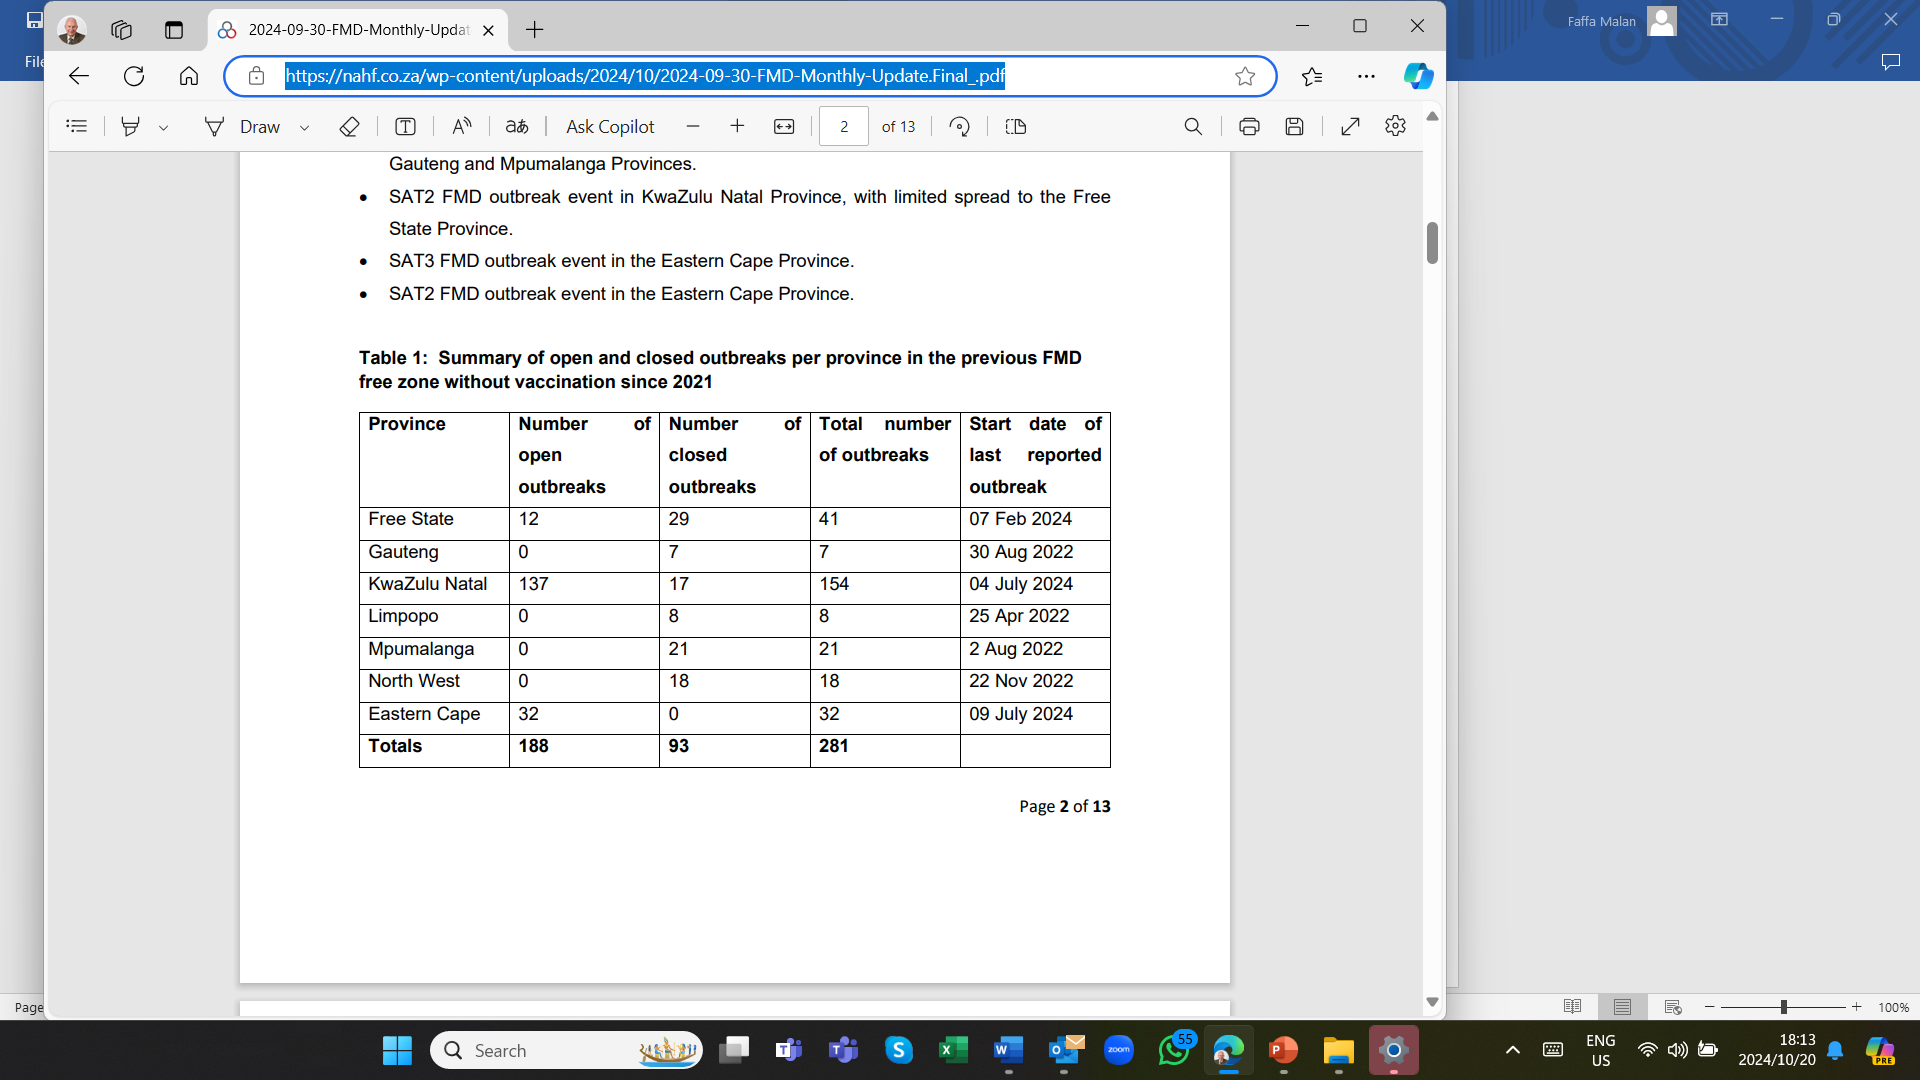 2024-09-30-FMD-Monthly-Updat
Faffa Malan
File
https://nahf.co.za/wp-content/uploads/2024/10/2024-09-30-FMD-Monthly-Update.Final_.pdf
Draw
Ask Copilot
2 of 13
Gauteng and Mpumalanga Provinces.
• SAT2 FMD outbreak event in KwaZulu Natal Province, with limited spread to the Free
State Province.
• SAT3 FMD outbreak event in the Eastern Cape Province.
• SAT2 FMD outbreak event in the Eastern Cape Province.
Table 1: Summary of open and closed outbreaks per province in the previous FMD
free zone without vaccination since 2021
Province Number of Number of Total number Start date of
open closed of outbreaks last reported
outbreaks outbreaks outbreak
Free State 12 29 41 07 Feb 2024
Gauteng 0 7 7 30 Aug 2022
KwaZulu Natal 137 17 154 04 July 2024
Limpopo 0 8 8 25 Apr 2022
Mpumalanga 0 21 21 2 Aug 2022
North West 0 18 18 22 Nov 2022
Eastern Cape 32 0 32 09 July 2024
Totals 188 93 281
Page 2 of 13
Page
100%
Search
zoom
55
ENG
US
18:13
2024/10/20
PRE